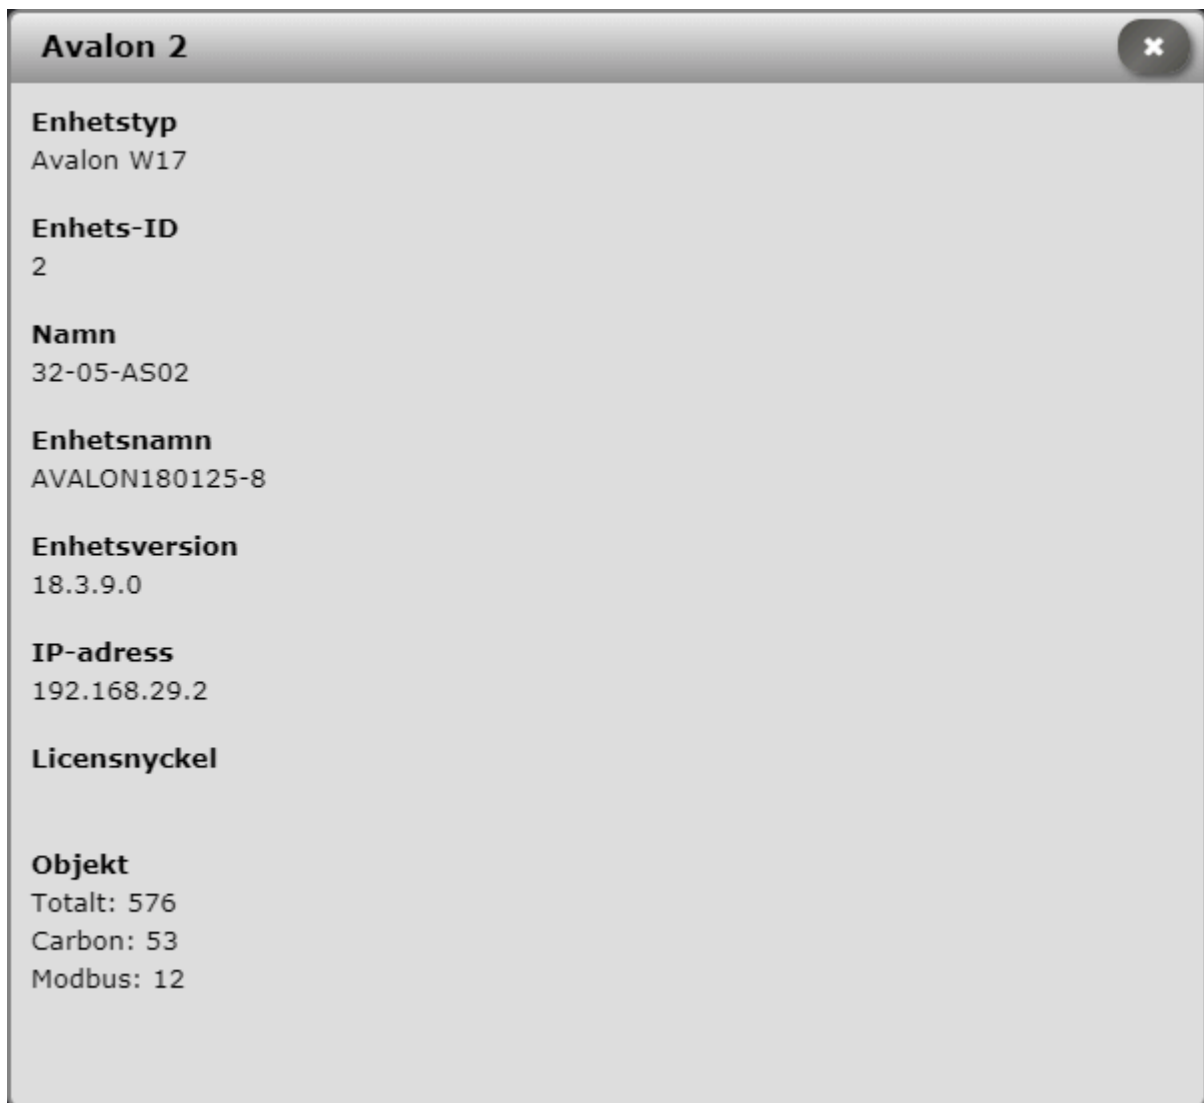 Avalon 2
Enhetstyp
Avalon W17
Enhets-ID
2
Namn
32-05-AS02
Enhetsnamn
AVALON180125-8
Enhetsversion
18.3.9.0
IP-adress
192.168.29.2
Licensnyckel
Objekt
Totalt: 576
Carbon: 53
Modbus: 12